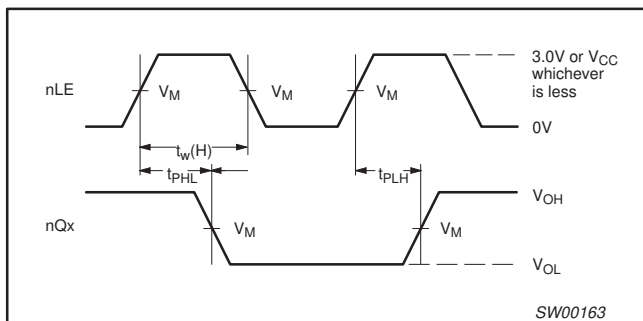 3.0V or VCC
whichever
is less
nLE
VM
VM
VM
0V
tw(H)
tPHL
tPLH
nQx
VM
VM
VOH
VOL
SW00163